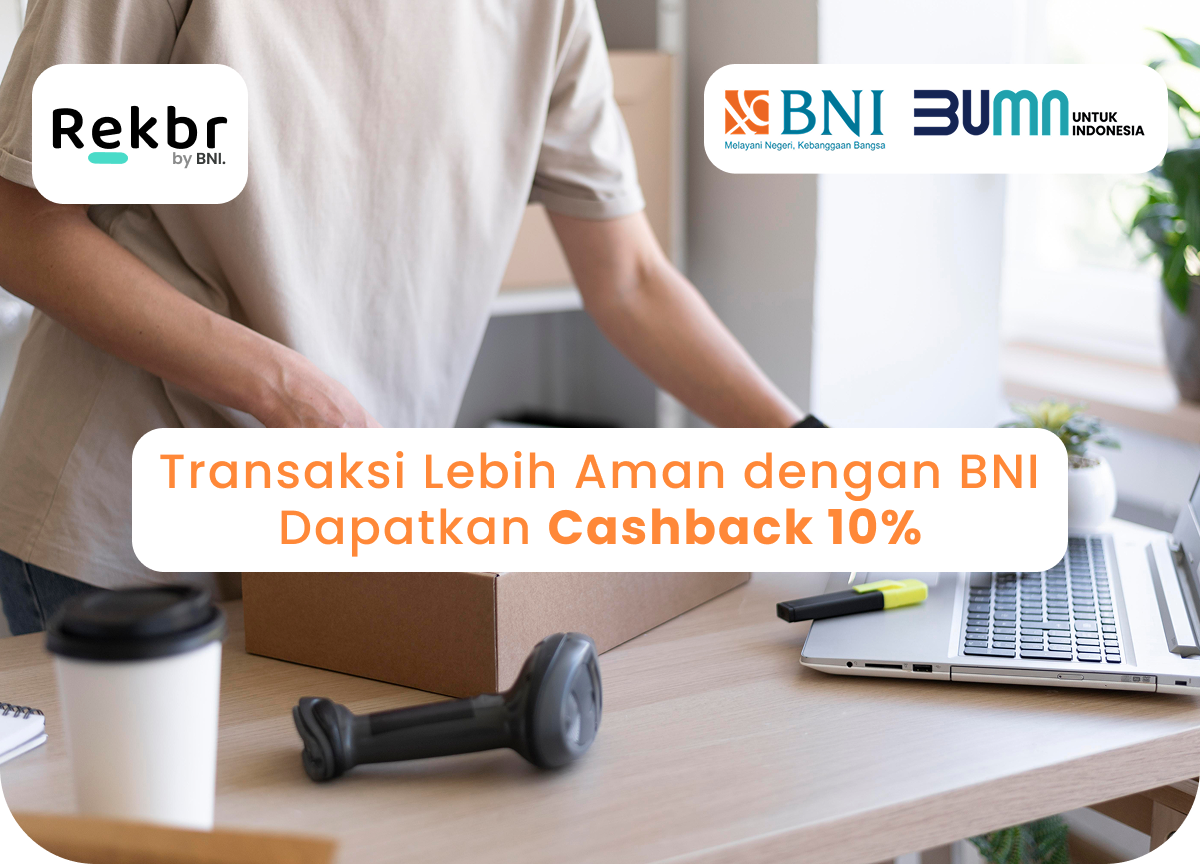 Rekbr
by BNI.
BNI
Melayani Negeri, Kebanggaan Bangsa
BUMN
UNTUK
INDONESIA
Transaksi Lebih Aman dengan BNI
Dapatkan Cashback 10%